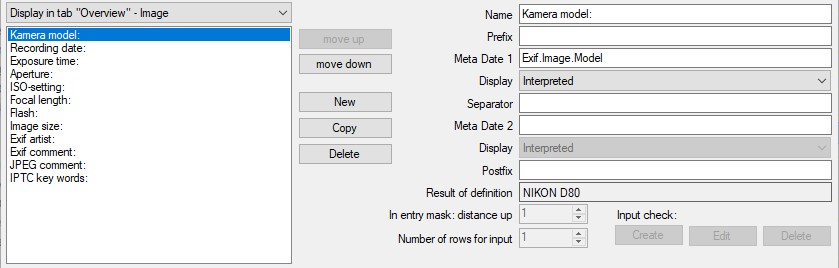 Display in tab "Overview" - Image
Kamera model:
Recording date:
Exposure time:
Aperture:
ISO-setting:
Focal length:
Flash:
Image size:
Exif artist:
Exif comment:
JPEG comment:
IPTC key words:
move up
move down
New
Copy
Delete
Name Kamera model:
Prefix
Meta Date 1 Exif.Image.Model
Display Interpreted
Separator
Meta Date 2
Display Interpreted
Postfix
Result of definition NIKON D80
In entry mask: distance up 1 Input check:
Number of rows for input 1 Create Edit Delete